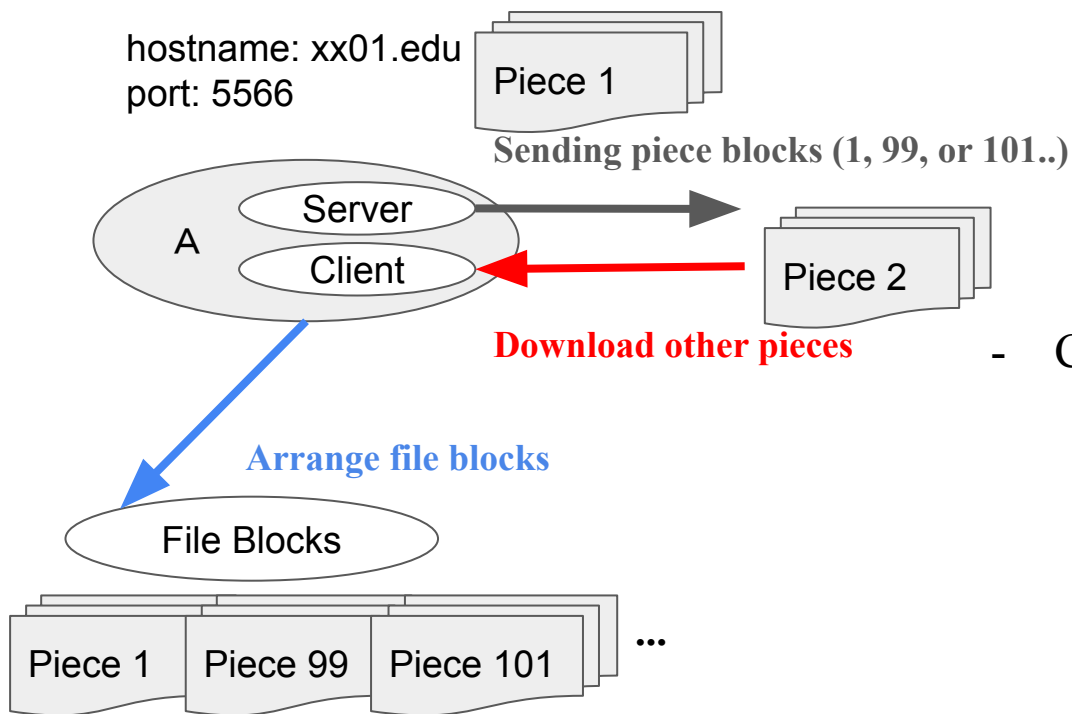 hostname: xx01.edu
port: 5566
Piece 1
Sending piece blocks (1, 99, or 101..)
Server
A
Client
Piece 2
Download other pieces
-
Arrange file blocks
File Blocks
Piece 1
Piece 99
Piece 101
...